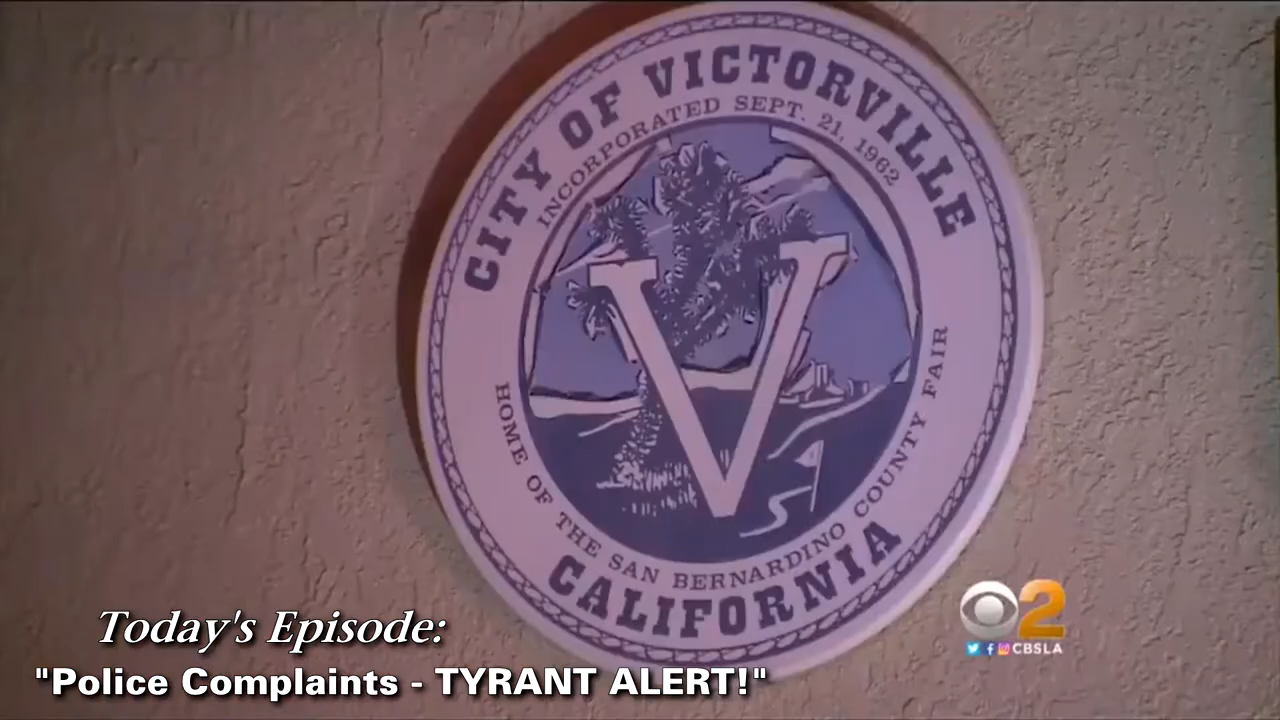 CITY OF VICTORVILLE
INCORPORATED SEPT. 21, 1962
V
HOME OF THE SAN BERNARDINO COUNTY FAIR
CALIFORNIA
2
CBSLA
Today's Episode:
"Police Complaints - TYRANT ALERT!"